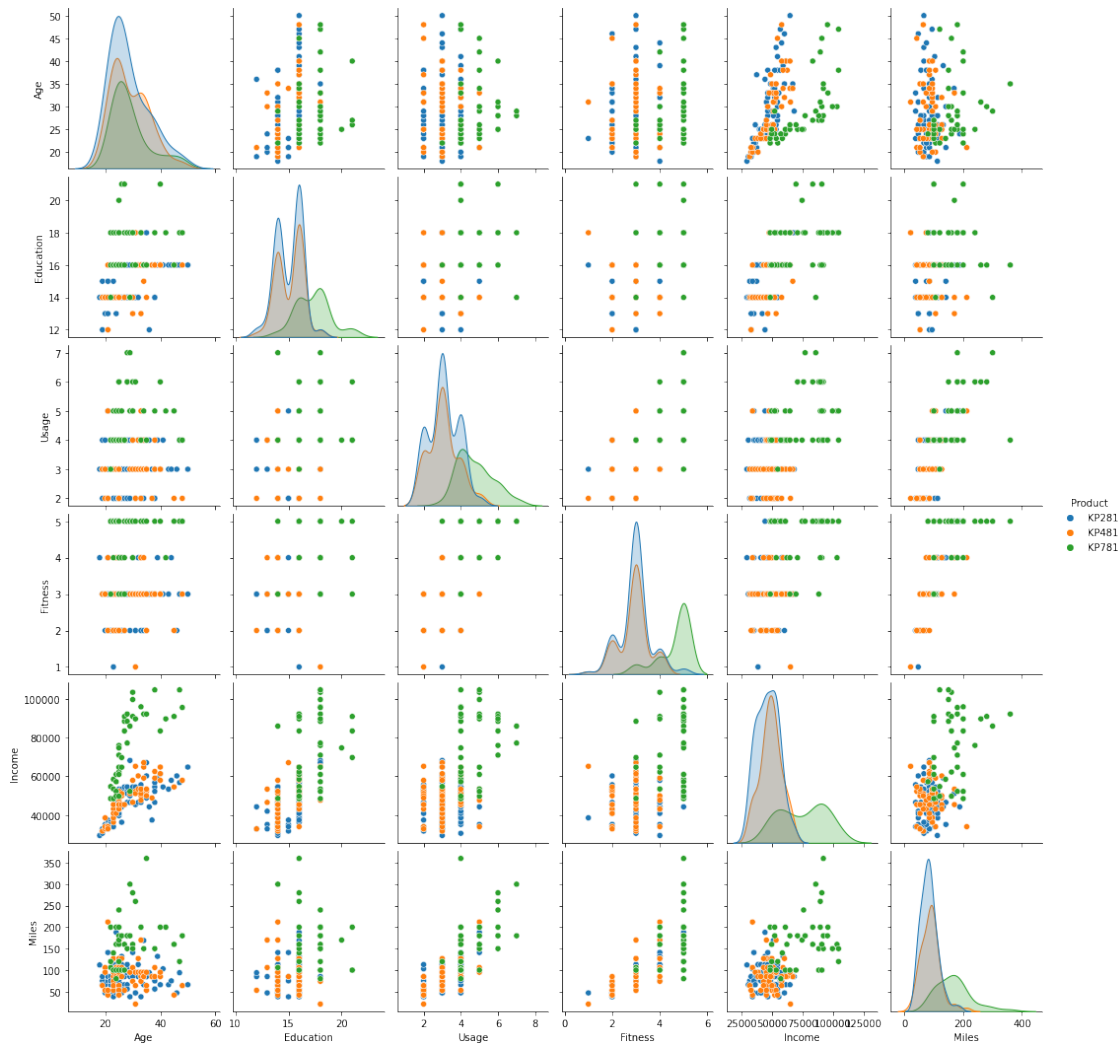 50
45
40
35
30
25
20
Age
20
18
16
14
12
Education
7
6
5
4
3
2
Usage
5
4
3
2
1
Fitness
100000
80000
60000
40000
Income
350
300
250
200
150
100
50
Miles
20 40 60
10 15 20
2 4 6 8
0 2 4 6
25000 50000 75000 100000 125000
0 200 400
Age Education Usage Fitness Income Miles
Product
KP281
KP481
KP781